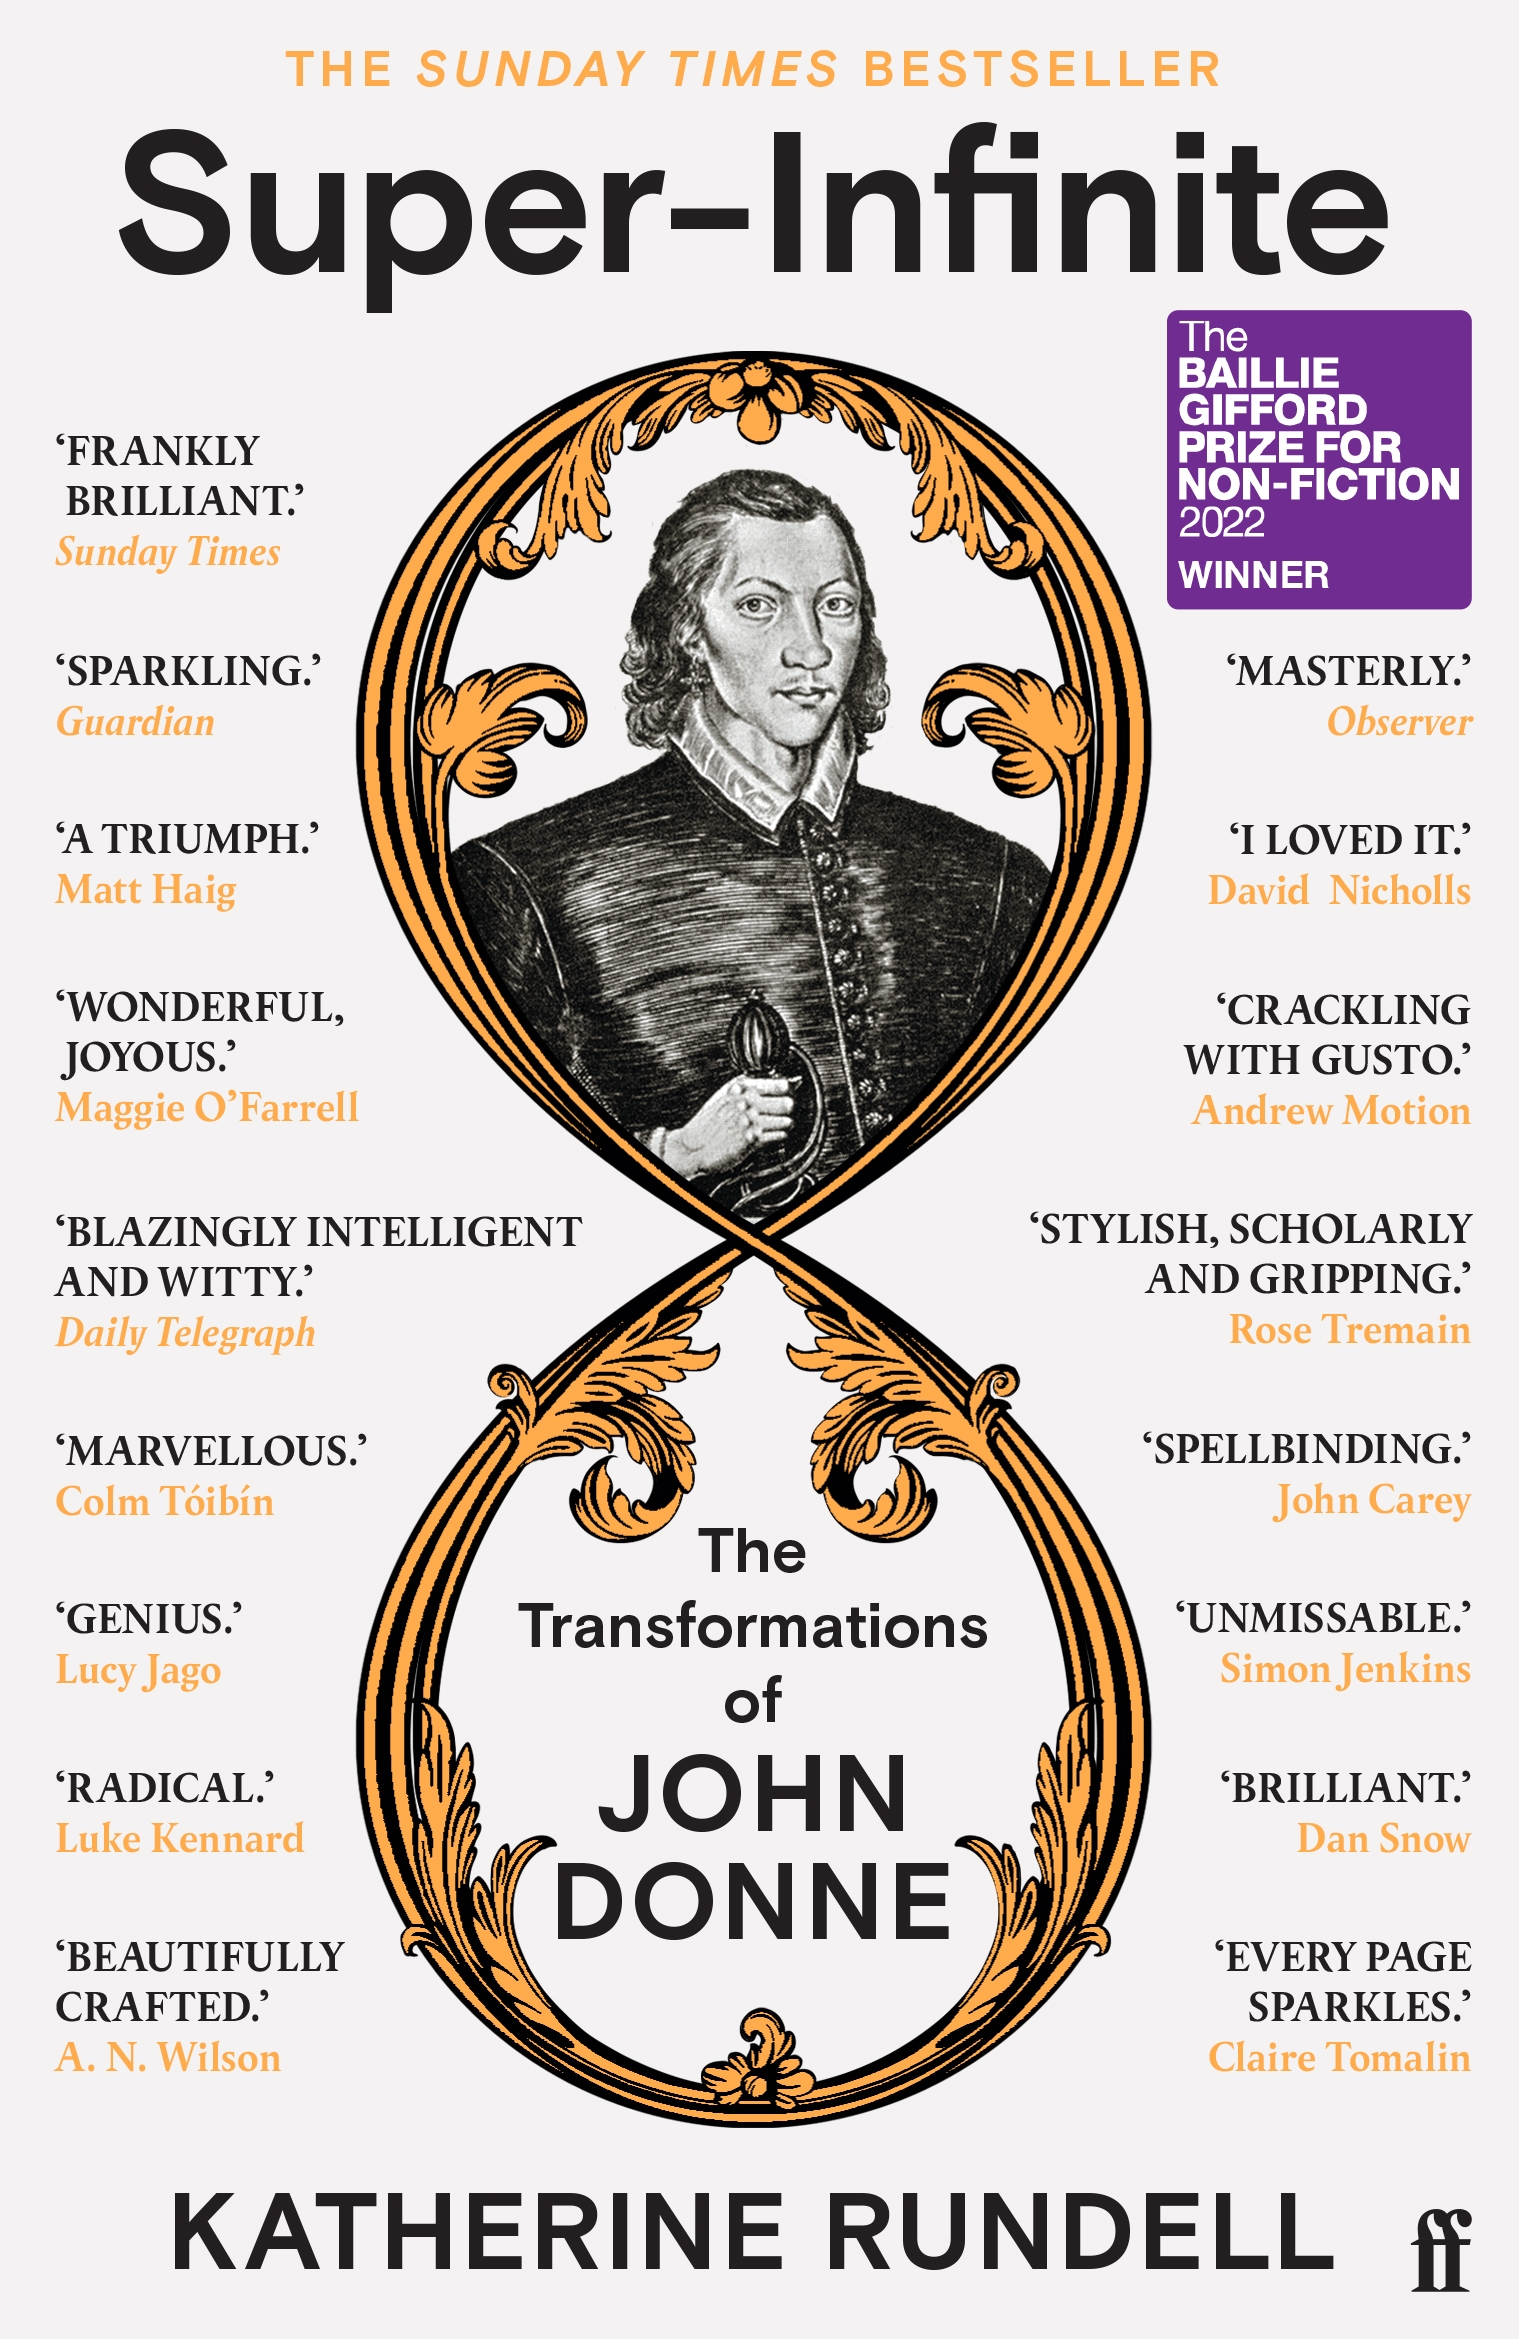 THE SUNDAY TIMES BESTSELLER
Super–Infinite
The
BAILLIE
GIFFORD
PRIZE FOR
NON-FICTION
2022
WINNER
‘FRANKLY
BRILLIANT.’
Sunday Times
‘SPARKLING.’
Guardian
‘A TRIUMPH.’
Matt Haig
‘WONDERFUL,
JOYOUS.’
Maggie O’Farrell
‘BLAZINGLY INTELLIGENT
AND WITTY.’
Daily Telegraph
‘MARVELLOUS.’
Colm Tóibín
‘GENIUS.’
Lucy Jago
‘RADICAL.’
Luke Kennard
‘BEAUTIFULLY
CRAFTED.’
A. N. Wilson
‘MASTERLY.’
Observer
‘I LOVED IT.’
David Nicholls
‘CRACKLING
WITH GUSTO.’
Andrew Motion
‘STYLISH, SCHOLARLY
AND GRIPPING.’
Rose Tremain
‘SPELLBINDING.’
John Carey
‘UNMISSABLE.’
Simon Jenkins
‘BRILLIANT.’
Dan Snow
‘EVERY PAGE
SPARKLES.’
Claire Tomalin
The
Transformations
of
JOHN
DONNE
KATHERINE RUNDELL
ff